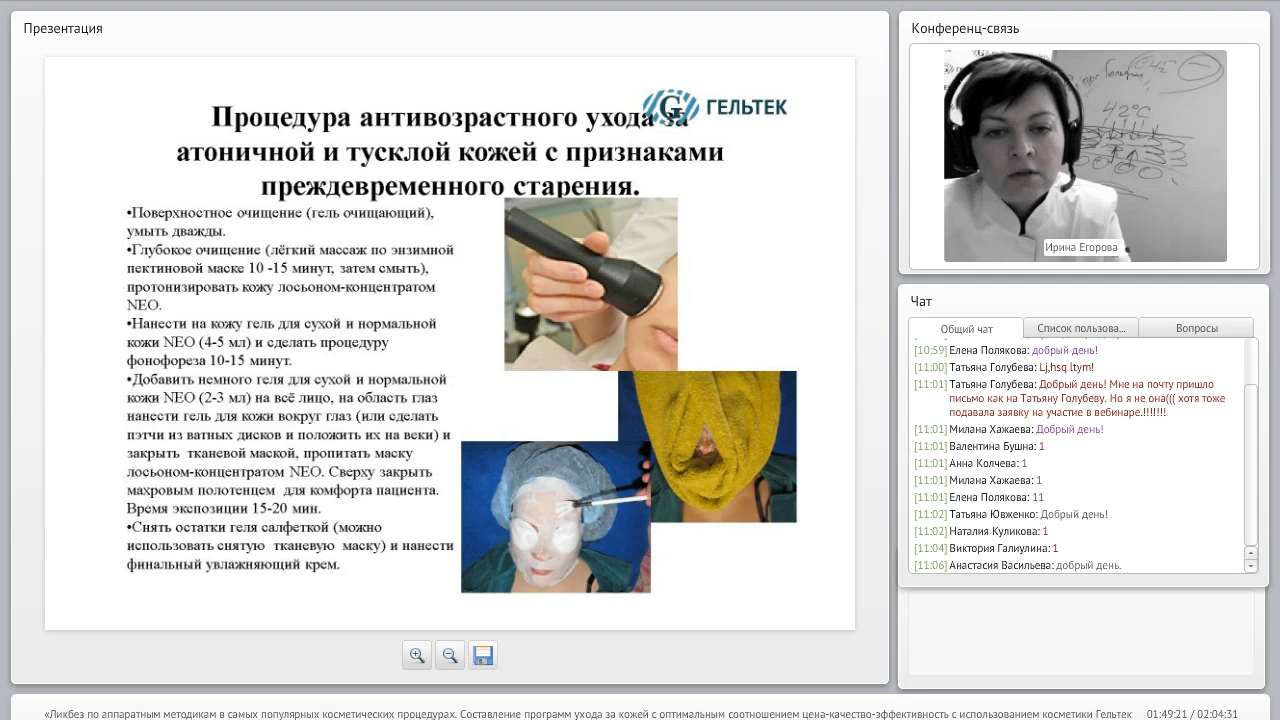 Презентация
ГЕЛЬТЕК
Процедура антивозрастного ухода за
атоничной и тусклой кожей с признаками
преждевременного старения.
•Поверхностное очищение (гель очищающий),
умыть дважды.
•Глубокое очищение (лёгкий массаж по энзимной
пектиновой маске 10 -15 минут, затем смыть),
протонизировать кожу лосьоном-концентратом
NEO.
•Нанести на кожу гель для сухой и нормальной
кожи NEO (4-5 мл) и сделать процедуру
фонофореза 10-15 минут.
•Добавить немного геля для сухой и нормальной
кожи NEO (2-3 мл) на всё лицо, на область глаз
нанести гель для кожи вокруг глаз (или сделать
пэтчи из ватных дисков и положить их на веки) и
закрыть тканевой маской, пропитать маску
лосьоном-концентратом NEO. Сверху закрыть
махровым полотенцем для комфорта пациента.
Время экспозиции 15-20 мин.
•Снять остатки геля салфеткой (можно
использовать снятую тканевую маску) и нанести
финальный увлажняющий крем.
Конференц-связь
42°C
Ирина Егорова
Чат
Общий чат
Список пользова...
Вопросы
[10:59] Елена Полякова: добрый день!
[11:00] Татьяна Голубева: Lj,hsq ltym!
[11:01] Татьяна Голубева: Добрый день! Мне на почту пришло
письмо как на Татьяну Голубеву. Но я не она((( хотя тоже
подавала заявку на участие в вебинаре.!!!!!!!
[11:01] Милана Хажаева: Добрый день!
[11:01] Валентина Бушна: 1
[11:01] Анна Колчева: 1
[11:01] Милана Хажаева: 1
[11:01] Елена Полякова: 11
[11:02] Татьяна Ювженко: Добрый день!
[11:02] Наталия Куликова: 1
[11:04] Виктория Галиулина: 1
[11:06] Анастасия Васильева: добрый день.
«Ликбез по аппаратным методикам в самых популярных косметических процедурах. Составление программ ухода за кожей с оптимальным соотношением цена-качество-эффективность с использованием косметики Гельтек
01:49:21 / 02:04:31